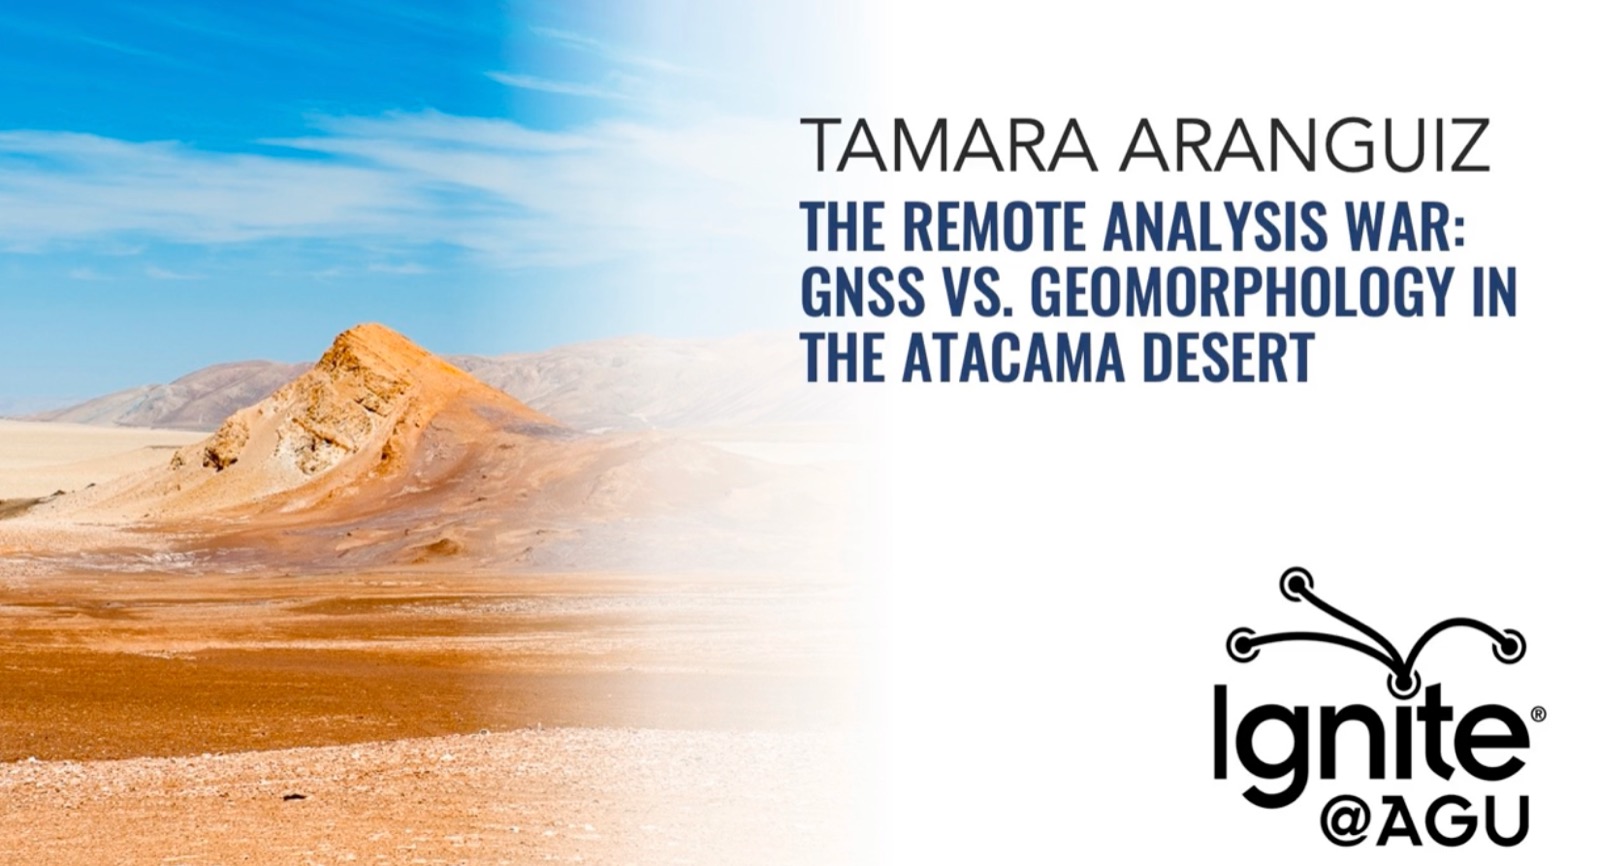 TAMARA ARANGUIZ
THE REMOTE ANALYSIS WAR:
GNSS VS. GEOMORPHOLOGY IN
THE ATACAMA DESERT
Ignite®
@AGU